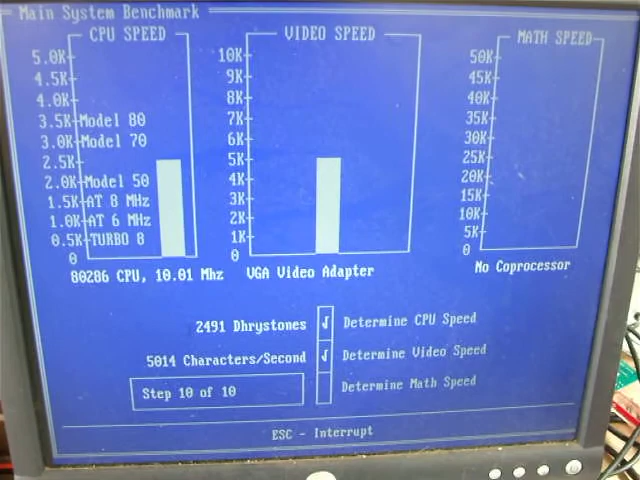 Main System Benchmark
CPU SPEED
5.0K
4.5K
4.0K
3.5K Model 80
3.0K Model 70
2.5K
2.0K Model 50
1.5K AT 8 MHz
1.0K AT 6 MHz
0.5K TURBO 8
0
80286 CPU, 10.01 Mhz
VIDEO SPEED
10K
9K
8K
7K
6K
5K
4K
3K
2K
1K
0
VGA Video Adapter
MATH SPEED
50K
45K
40K
35K
30K
25K
20K
15K
10K
5K
0
No Coprocessor
2491 Dhrystones √ Determine CPU Speed
5014 Characters/Second √ Determine Video Speed
Step 10 of 10 Determine Math Speed
ESC - Interrupt